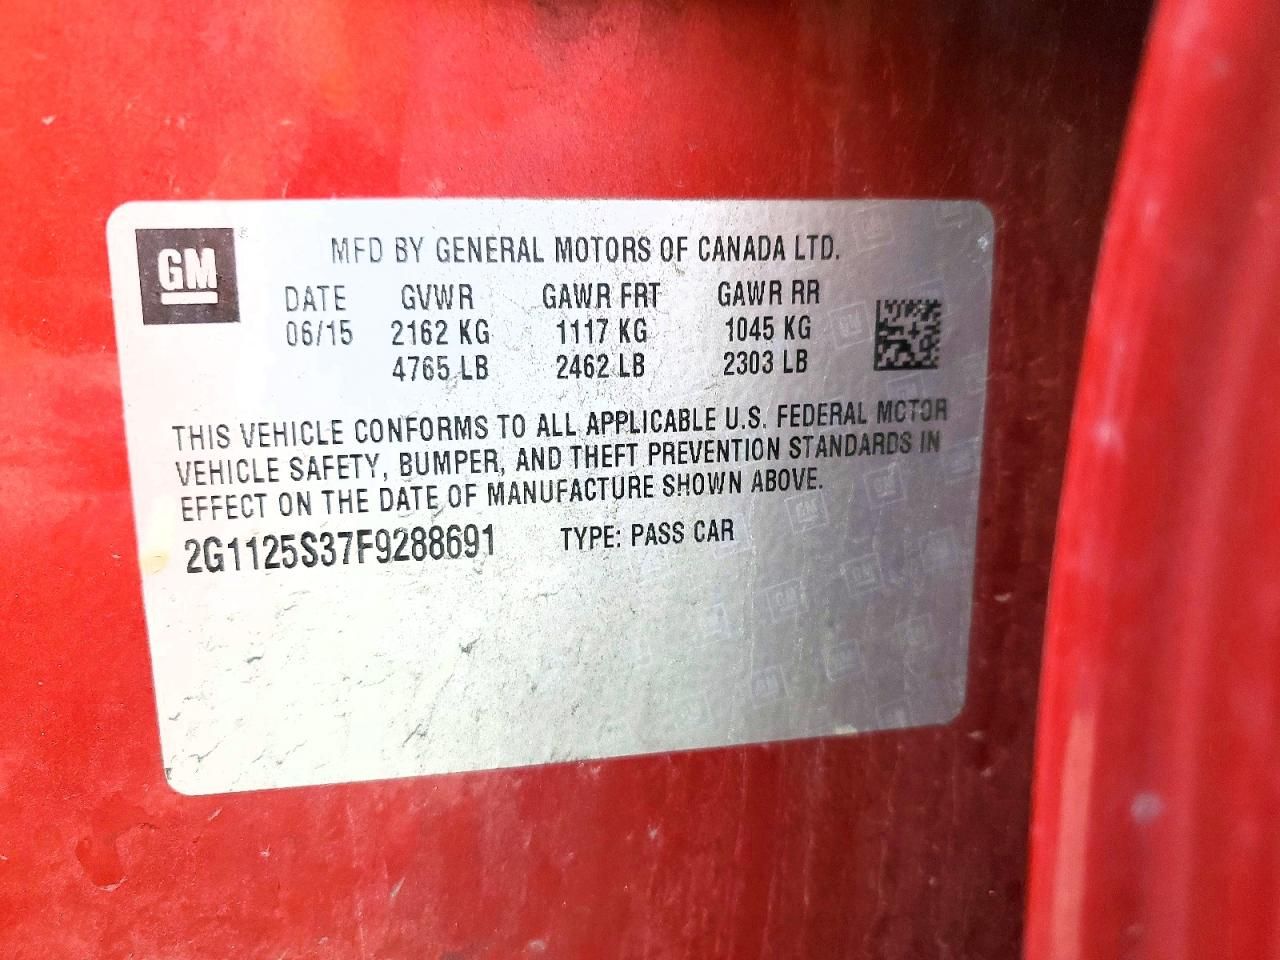 GM
MFD BY GENERAL MOTORS OF CANADA LTD.
DATE GVWR GAWR FRT GAWR RR
06/15 2162 KG 1117 KG 1045 KG
4765 LB 2462 LB 2303 LB
THIS VEHICLE CONFORMS TO ALL APPLICABLE U.S. FEDERAL MOTOR
VEHICLE SAFETY, BUMPER, AND THEFT PREVENTION STANDARDS IN
EFFECT ON THE DATE OF MANUFACTURE SHOWN ABOVE.
2G1125S37F9288691 TYPE: PASS CAR